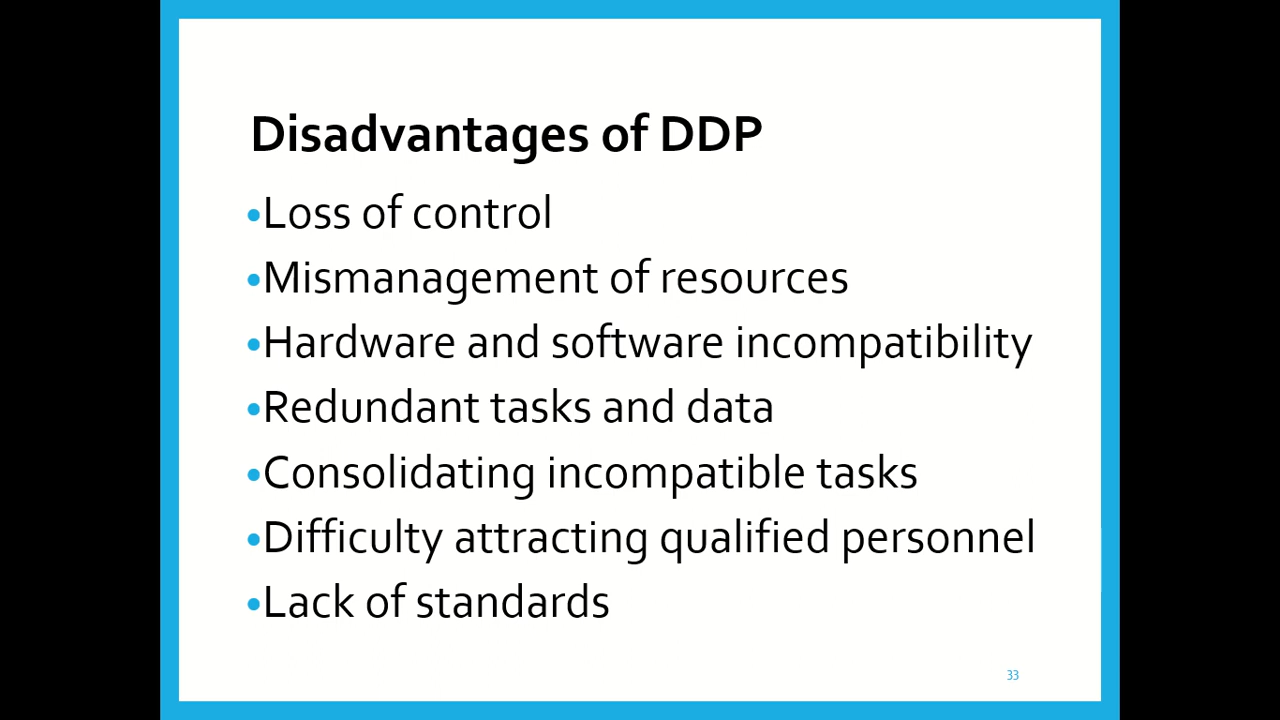 Disadvantages of DDP
•Loss of control
•Mismanagement of resources
•Hardware and software incompatibility
•Redundant tasks and data
•Consolidating incompatible tasks
•Difficulty attracting qualified personnel
•Lack of standards
33